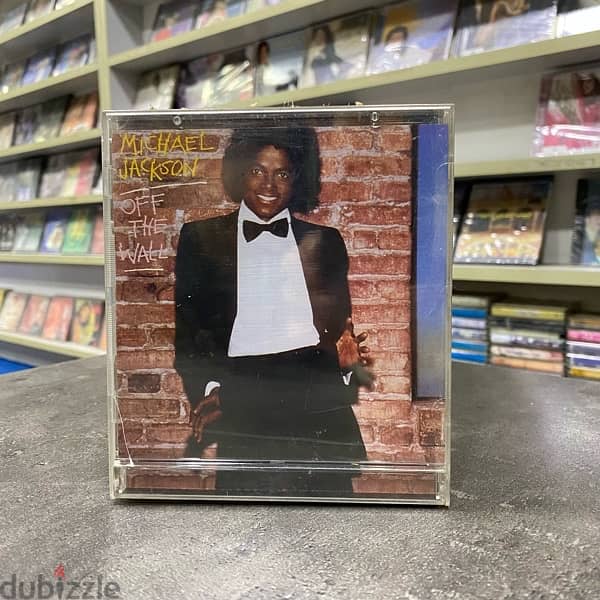 MICHAEL
JACKSON
OFF
THE
WALL
dubizzle